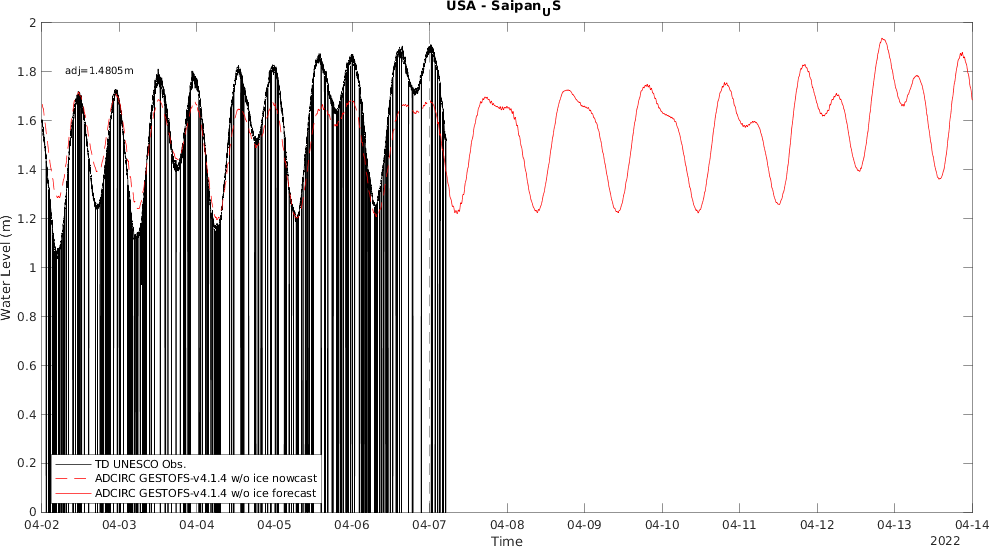 USA - SaipanUS
adj=1.4805m
2
1.8
1.6
1.4
1.2
1
0.8
0.6
0.4
0.2
0
Water Level (m)
TD UNESCO Obs.
ADCIRC GESTOFS-v4.1.4 w/o ice nowcast
ADCIRC GESTOFS-v4.1.4 w/o ice forecast
04-02 04-03 04-04 04-05 04-06 04-07 04-08 04-09 04-10 04-11 04-12 04-13 04-14
Time
2022